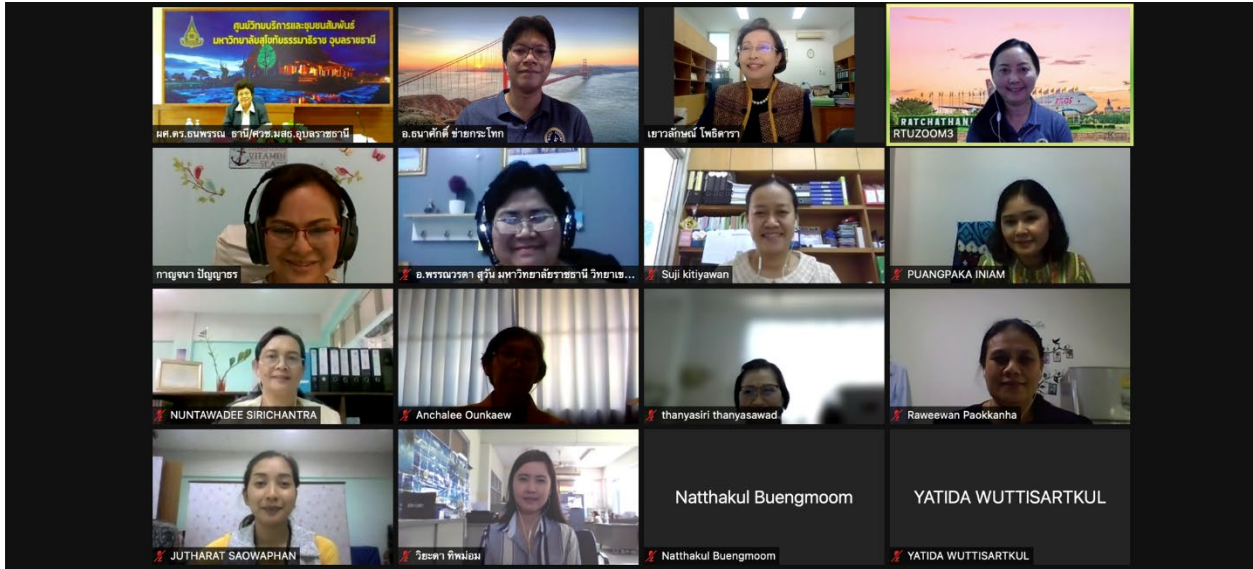 ศูนย์วิทยบริการและชุมชนสัมพันธ์
มหาวิทยาลัยสุโขทัยธรรมาธิราช อุบลราชธานี
ผศ.ดร.ธนพรรณ ธานี/ศวช.มสธ.อุบลราชธานี
อ.ธนาศักดิ์ ข่ายกระโทก
เยาวลักษณ์ โพธิดารา
RATCHATHANI
RTUZOOM3
VITAMIN
SEA
กาญจนา ปัญญาธร
อ.พรรณวรดา สุวัน มหาวิทยาลัยราชธานี วิทยาเข...
Suji kitiyawan
PUANGPAKA INIAM
NUNTAWADEE SIRICHANTRA
Anchalee Ounkaew
thanyasiri thanyasawad
Raweewan Paokkanha
JUTHARAT SAOWAPHAN
วิยะดา ทิพม่อม
Natthakul Buengmoom
Natthakul Buengmoom
YATIDA WUTTISARTKUL
YATIDA WUTTISARTKUL